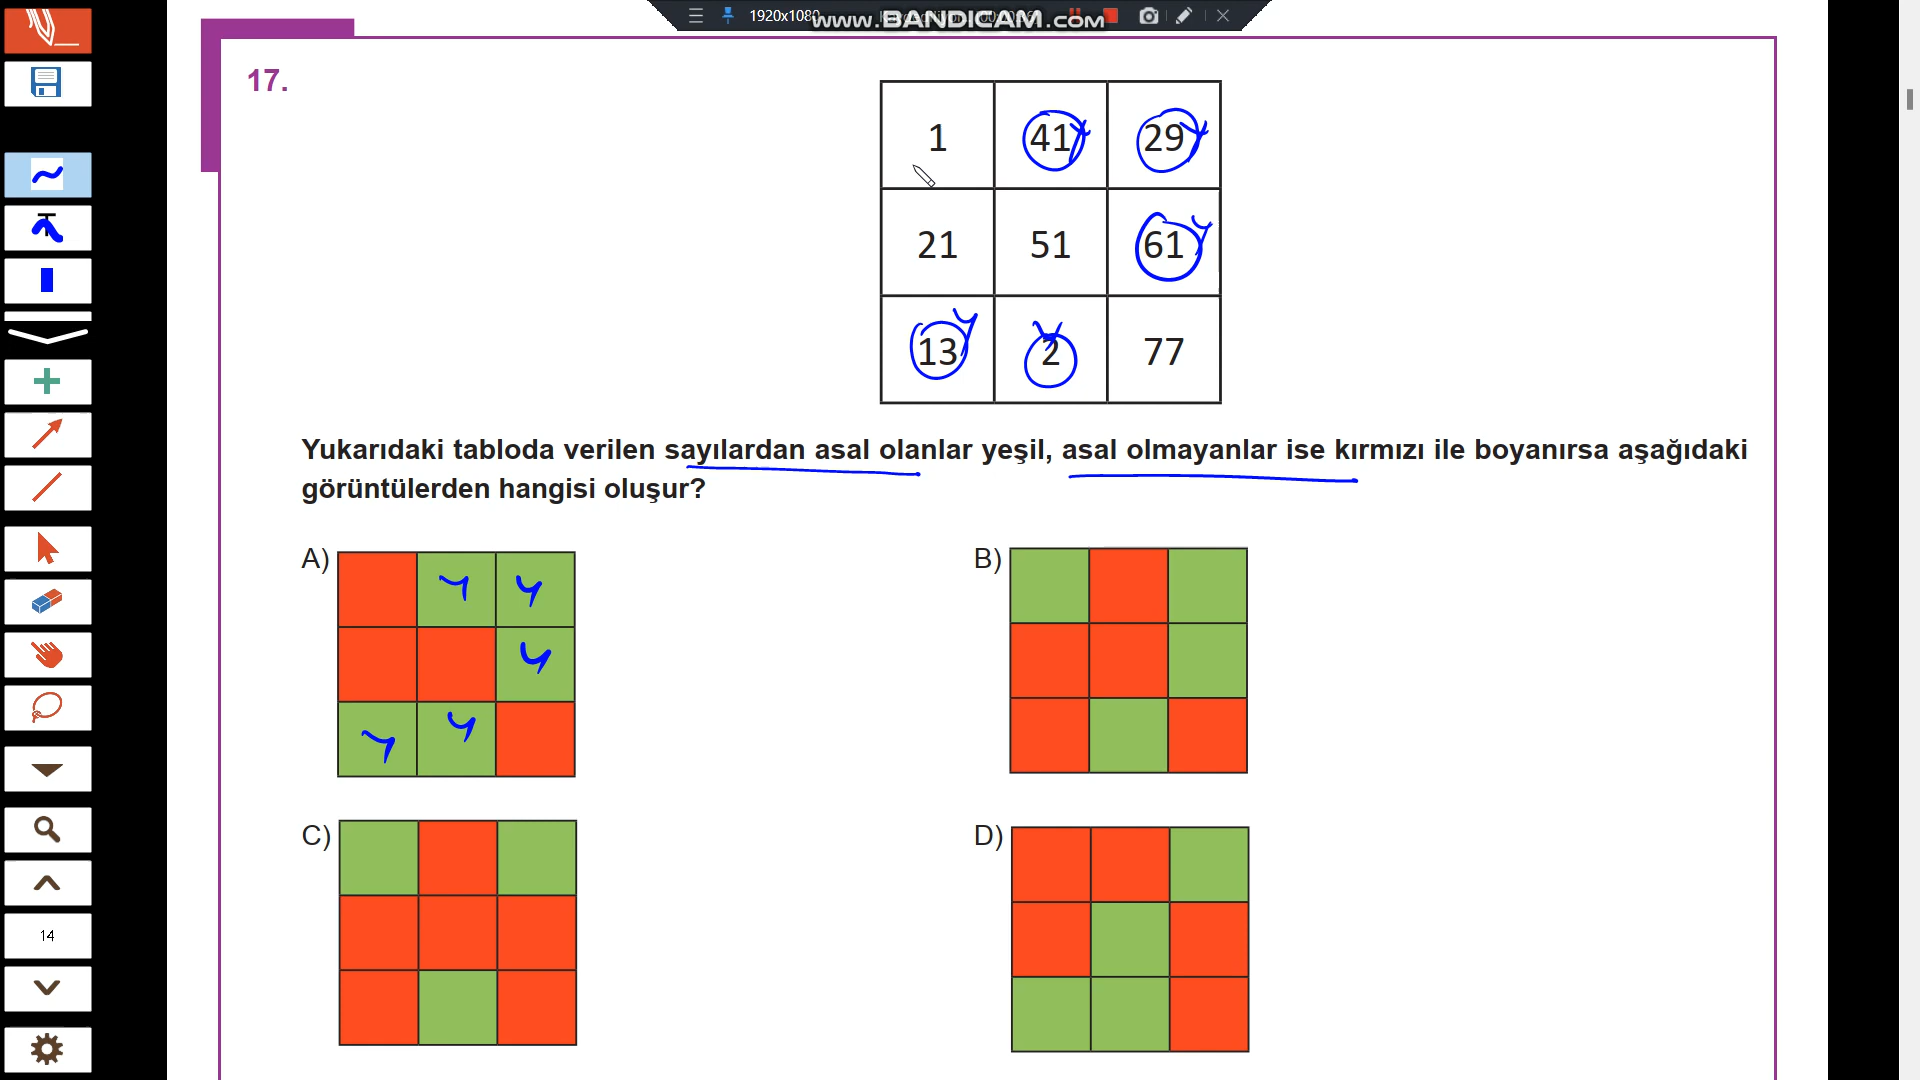 1920x1080
www.BANDICAM.com
17.
1 41 29
21 51 61
13 2 77
Yukarıdaki tabloda verilen sayılardan asal olanlar yeşil, asal olmayanlar ise kırmızı ile boyanırsa aşağıdaki
görüntülerden hangisi oluşur?
A)
B)
C)
D)
14